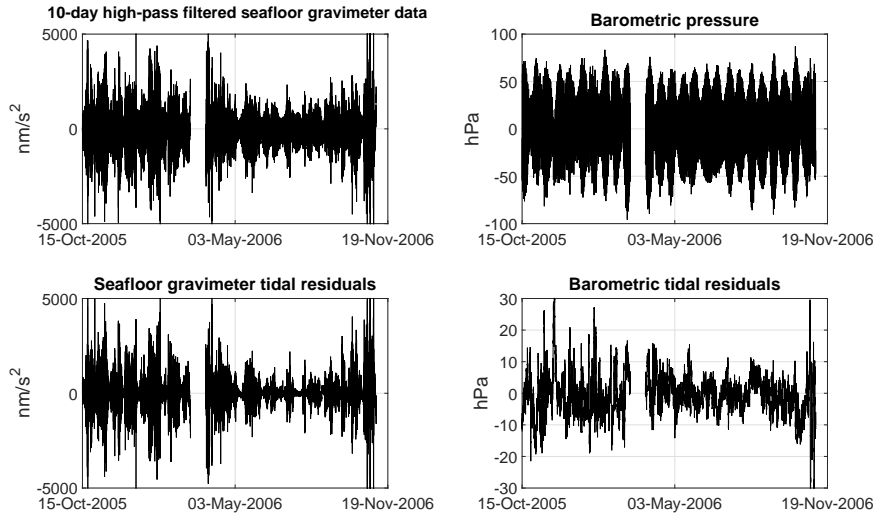 10-day high-pass filtered seafloor gravimeter data
5000
0
-5000
nm/s²
15-Oct-2005 03-May-2006 19-Nov-2006
Barometric pressure
100
50
0
-50
-100
hPa
15-Oct-2005 03-May-2006 19-Nov-2006
Seafloor gravimeter tidal residuals
5000
0
-5000
nm/s²
15-Oct-2005 03-May-2006 19-Nov-2006
Barometric tidal residuals
30
20
10
0
-10
-20
-30
hPa
15-Oct-2005 03-May-2006 19-Nov-2006